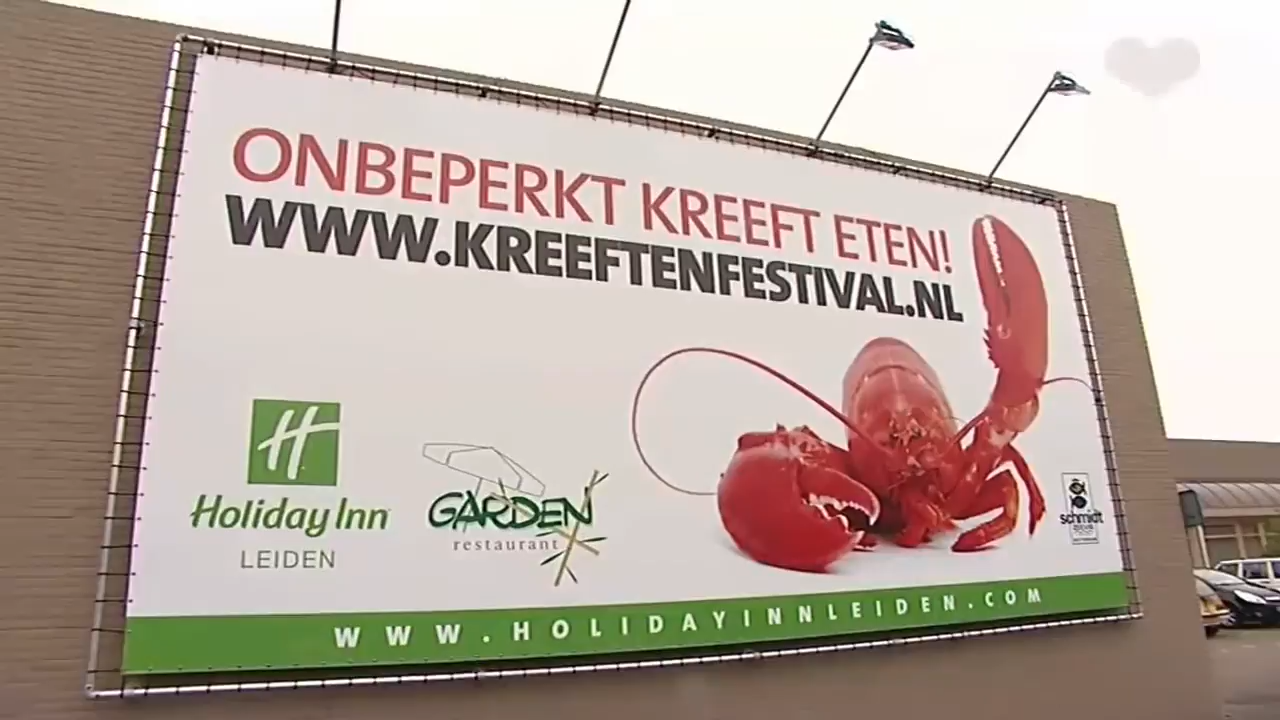 ONBEPERKT KREEFT ETEN!
WWW.KREEFTENFESTIVAL.NL
H
Holiday Inn
LEIDEN
GARDEN
restaurant
schmidt
WWW.HOLIDAYINNLEIDEN.COM